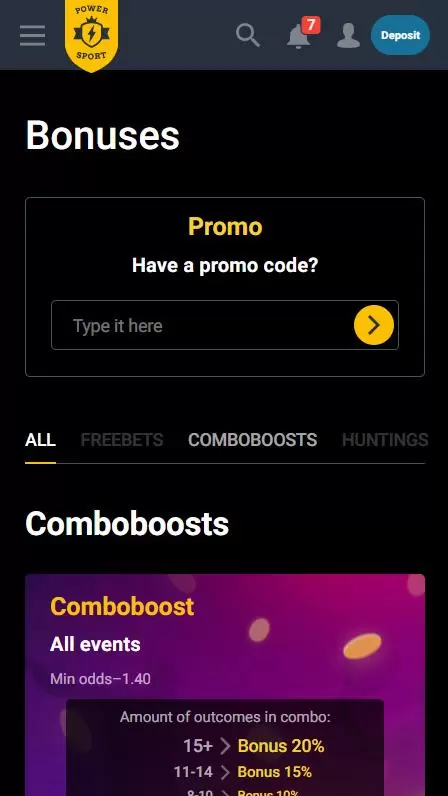 POWER
SPORT
7
Deposit
Bonuses
Promo
Have a promo code?
Type it here
ALL FREEBETS COMBOBOOSTS HUNTINGS
Comboboosts
Comboboost
All events
Min odds–1.40
Amount of outcomes in combo:
15+ Bonus 20%
11-14 Bonus 15%
8-10 Bonus 10%